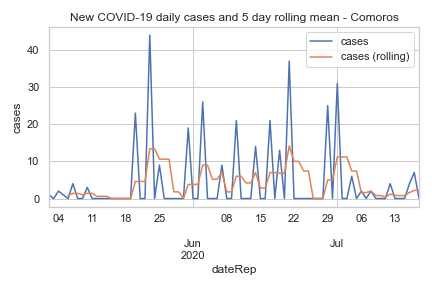 New COVID-19 daily cases and 5 day rolling mean - Comoros
cases
cases (rolling)
cases
40
30
20
10
0
04 11 18 25 08 15 22 29 06 13
Jun Jul
2020
dateRep